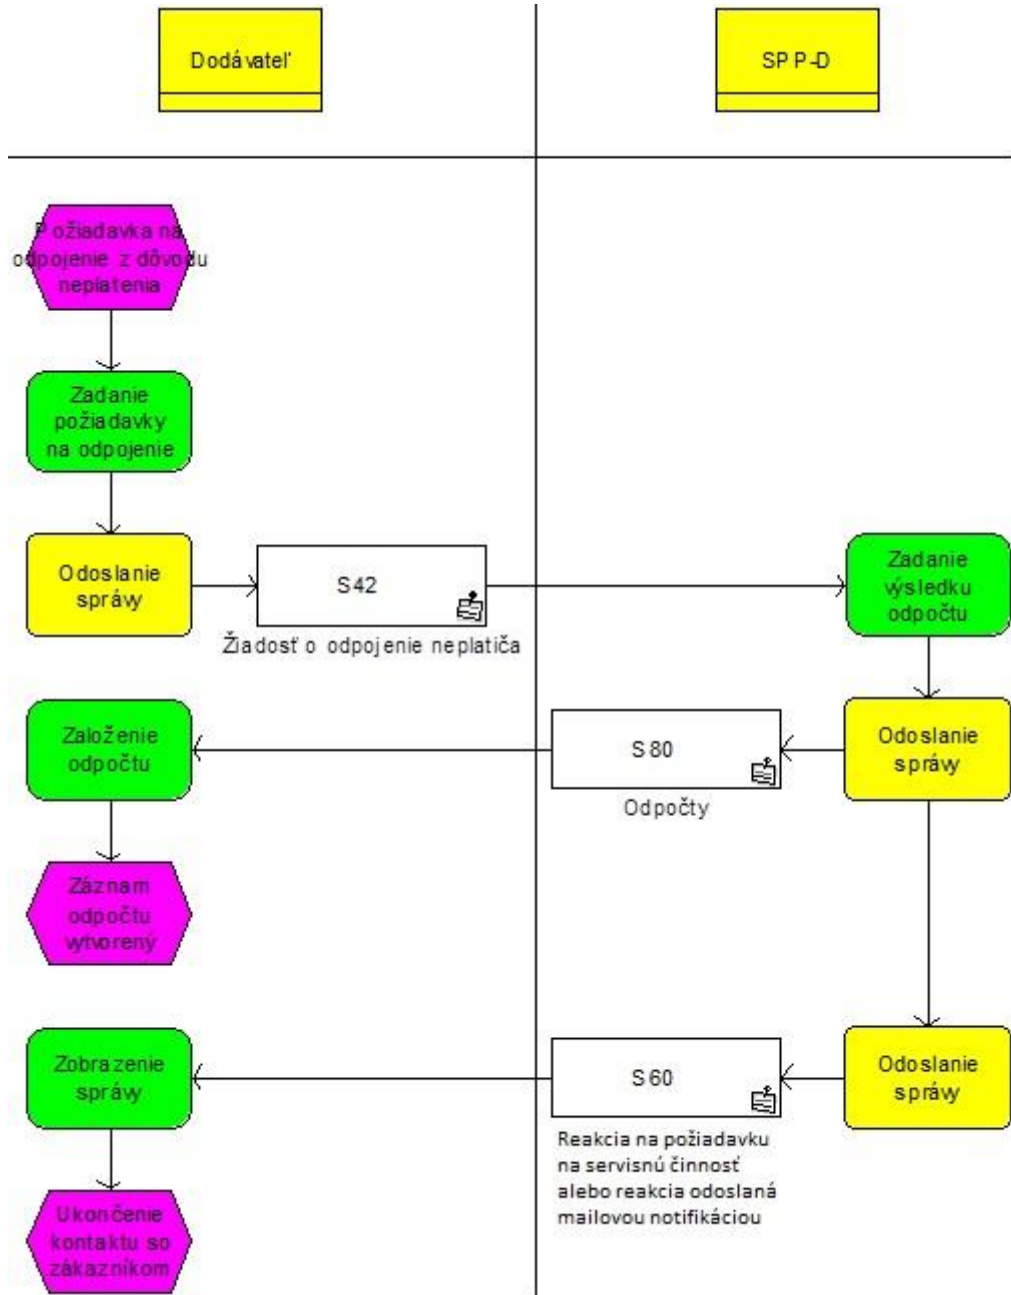 Dodávateľ
SPP-D
Požiadavka na
odpojenie z dôvodu
neplatenia
Zadanie
požiadavky
na odpojenie
Odoslanie
správy
S42
Žiadosť o odpojenie neplatiča
Zadanie
výsledku
odpočtu
Založenie
odpočtu
S80
Odpočty
Odoslanie
správy
Záznam
odpočtu
vytvorený
Zobrazenie
správy
S60
Reakcia na požiadavku
na servisnú činnosť
alebo reakcia odoslaná
mailovou notifikáciou
Odoslanie
správy
Ukončenie
kontaktu so
zákazníkom